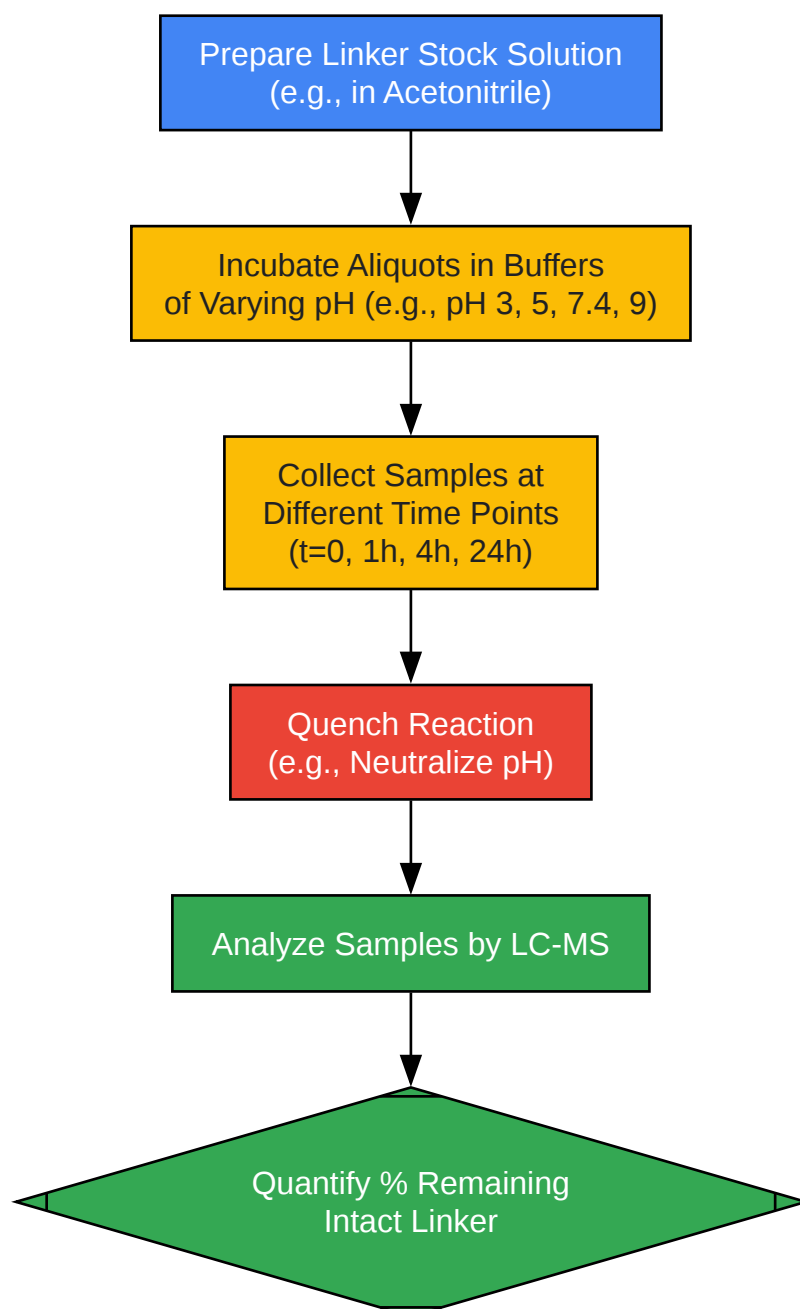 Prepare Linker Stock Solution
(e.g., in Acetonitrile)
Incubate Aliquots in Buffers
of Varying pH (e.g., pH 3, 5, 7.4, 9)
Collect Samples at
Different Time Points
(t=0, 1h, 4h, 24h)
Quench Reaction
(e.g., Neutralize pH)
Analyze Samples by LC-MS
Quantify % Remaining
Intact Linker